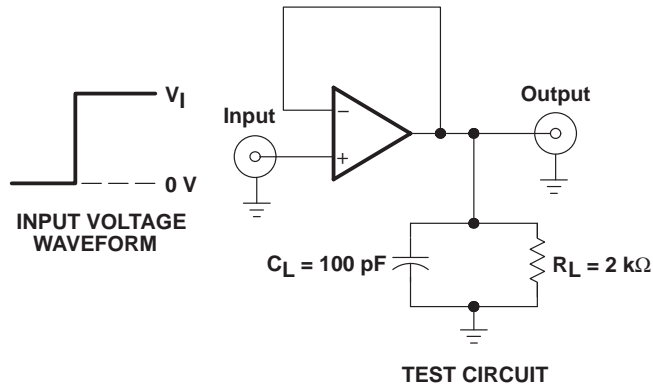 Input
Output
V_I
−
+
0 V
INPUT VOLTAGE
WAVEFORM
C_L = 100 pF
R_L = 2 kΩ
TEST CIRCUIT